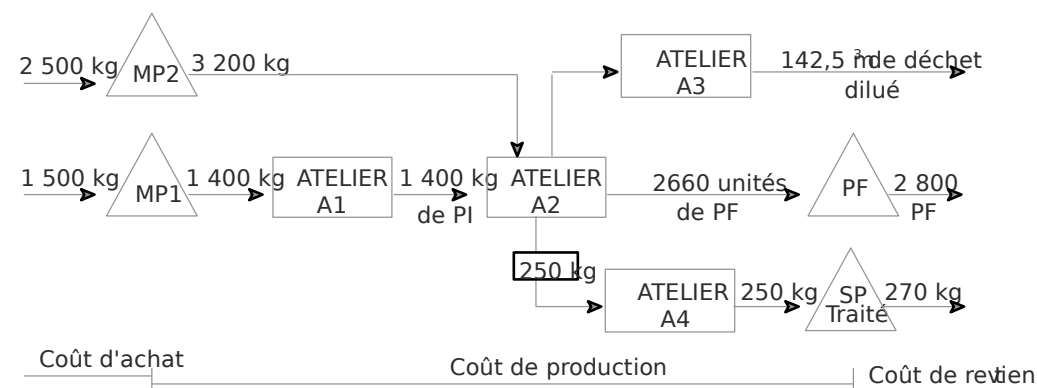 2 500 kg
MP2
3 200 kg
ATELIER
A3
142,5 m3 de déchet
dilué
1 500 kg
MP1
1 400 kg
ATELIER
A1
1 400 kg
de PI
ATELIER
A2
2660 unités
de PF
PF
2 800
PF
250 kg
ATELIER
A4
250 kg
SP
Traité
270 kg
Coût d'achat
Coût de production
Coût de revtien